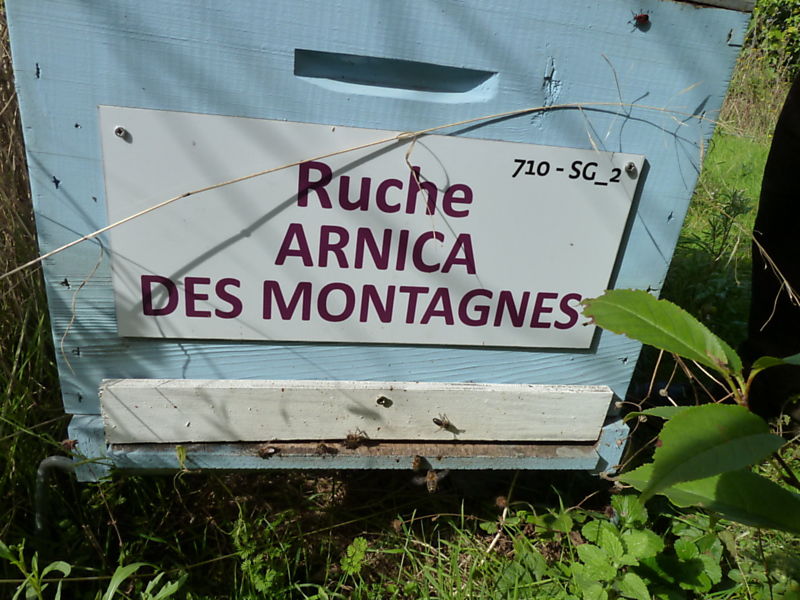 710 - SG_2
Ruche
ARNICA
DES MONTAGNES